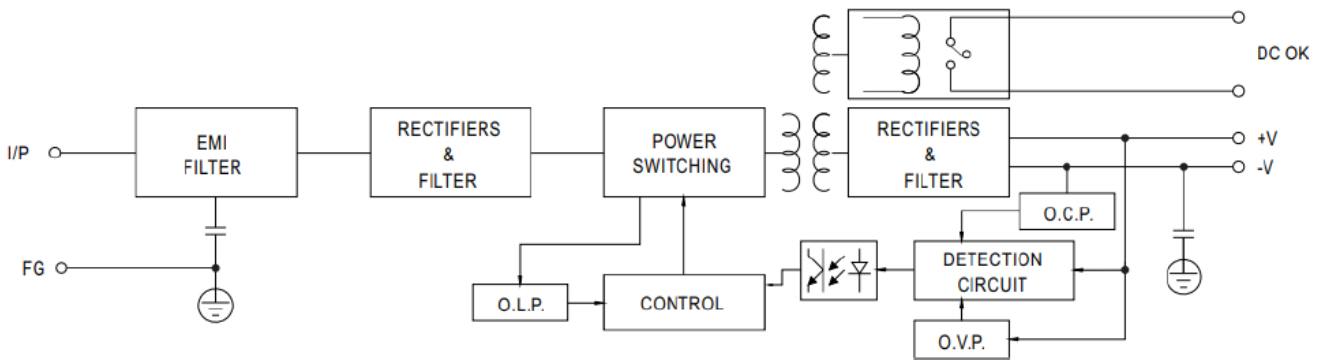 DC OK
I/P
EMI
FILTER
RECTIFIERS
&
FILTER
POWER
SWITCHING
RECTIFIERS
&
FILTER
+V
-V
O.C.P.
FG
O.L.P.
CONTROL
DETECTION
CIRCUIT
O.V.P.